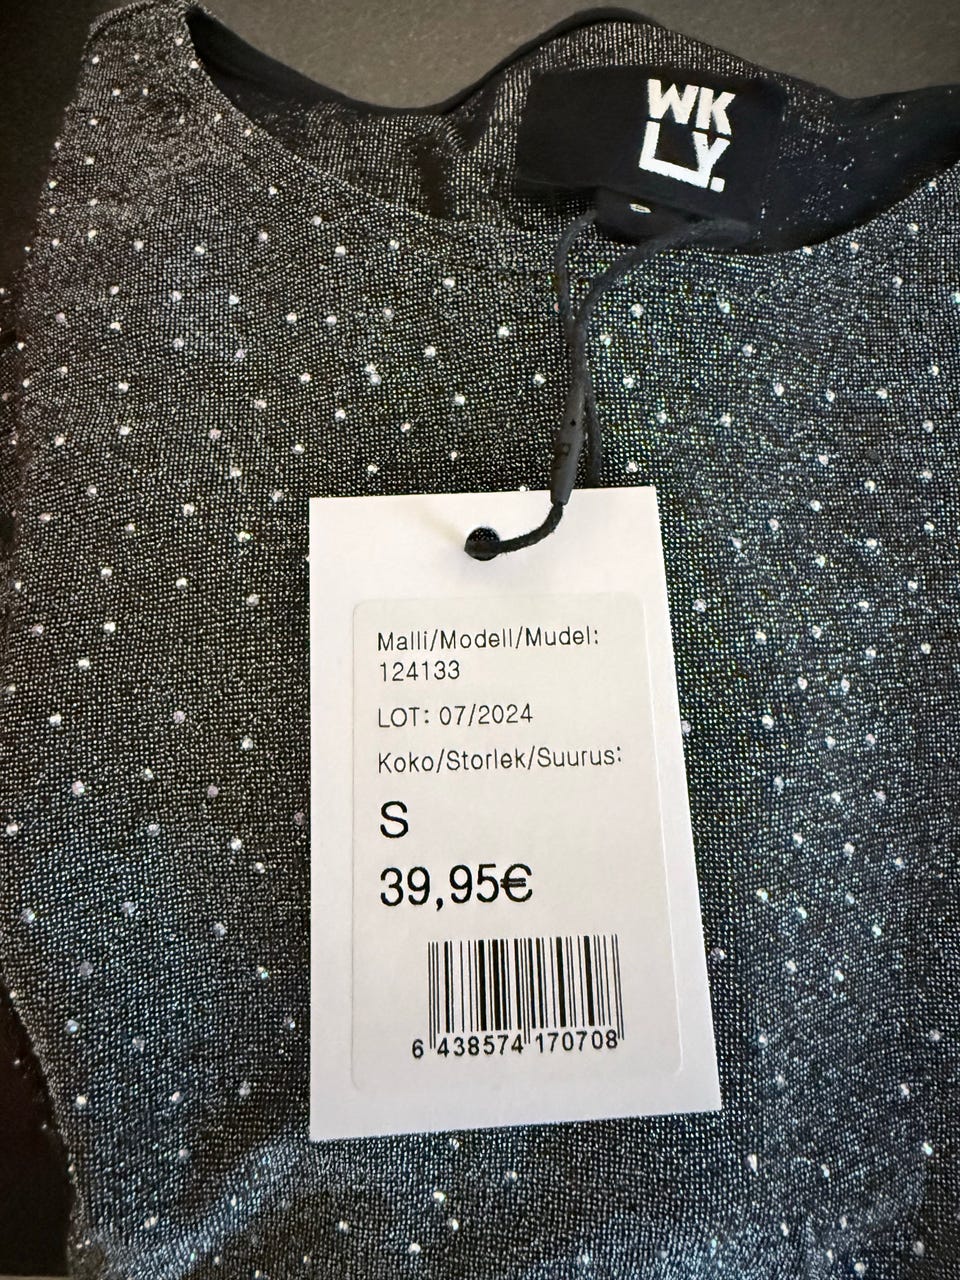 WK
LY.
Malli/Modell/Mudel:
124133
LOT: 07/2024
Koko/Storlek/Suurus:
S
39,95€
6 438574 170708